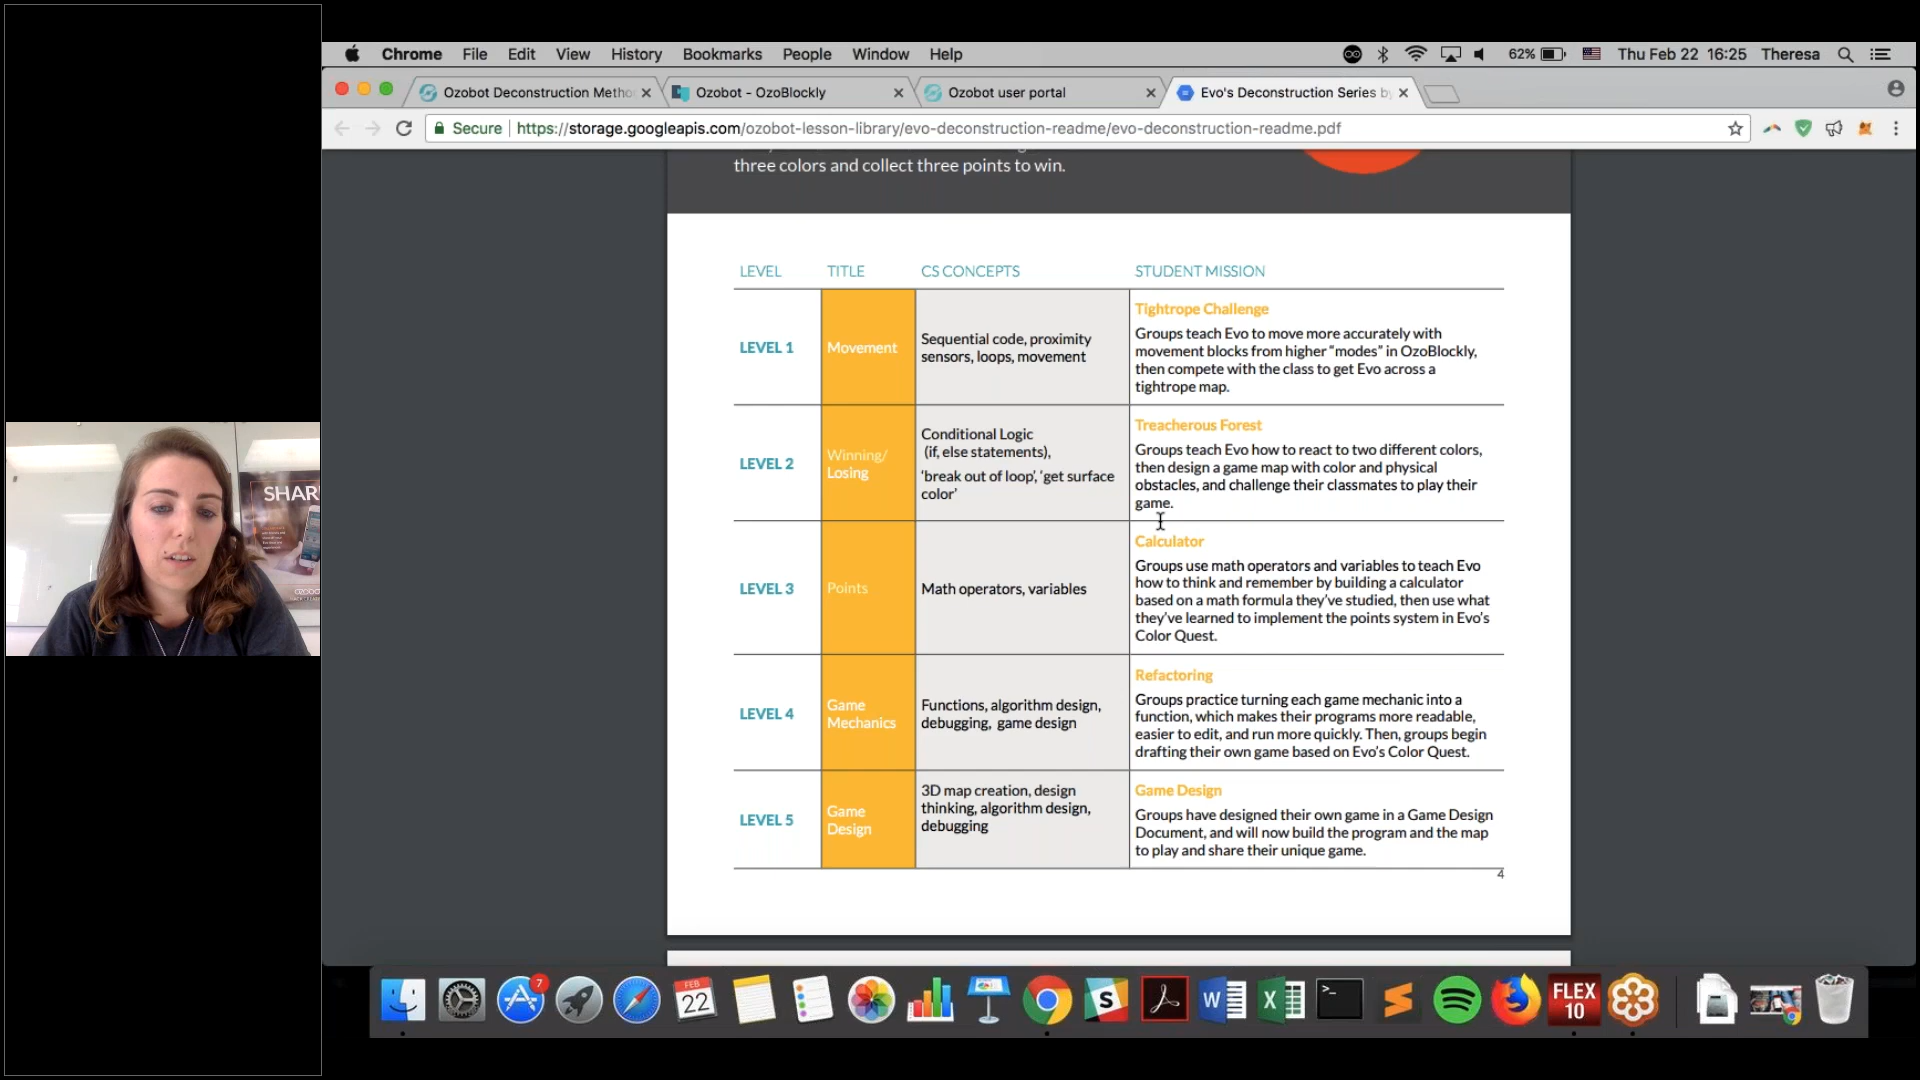 Chrome File Edit View History Bookmarks People Window Help 62% Thu Feb 22 16:25 Theresa
Ozobot Deconstruction Metho Ozobot - OzoBlockly Ozobot user portal Evo's Deconstruction Series b
Secure https://storage.googleapis.com/ozobot-lesson-library/evo-deconstruction-readme/evo-deconstruction-readme.pdf
three colors and collect three points to win.
LEVEL TITLE CS CONCEPTS STUDENT MISSION
LEVEL 1
Movement
Sequential code, proximity
sensors, loops, movement
Tightrope Challenge
Groups teach Evo to move more accurately with
movement blocks from higher "modes" in OzoBlockly,
then compete with the class to get Evo across a
tightrope map.
LEVEL 2
Winning/
Losing
Conditional Logic
(if, else statements),
'break out of loop', 'get surface
color'
Treacherous Forest
Groups teach Evo how to react to two different colors,
then design a game map with color and physical
obstacles, and challenge their classmates to play their
game.
LEVEL 3
Points
Math operators, variables
Calculator
Groups use math operators and variables to teach Evo
how to think and remember by building a calculator
based on a math formula they've studied, then use what
they've learned to implement the points system in Evo's
Color Quest.
LEVEL 4
Game
Mechanics
Functions, algorithm design,
debugging, game design
Refactoring
Groups practice turning each game mechanic into a
function, which makes their programs more readable,
easier to edit, and run more quickly. Then, groups begin
drafting their own game based on Evo's Color Quest.
LEVEL 5
Game
Design
3D map creation, design
thinking, algorithm design,
debugging
Game Design
Groups have designed their own game in a Game Design
Document, and will now build the program and the map
to play and share their unique game.
4
SHAR
7
FEB
22
S
W
X
>_
FLEX
10